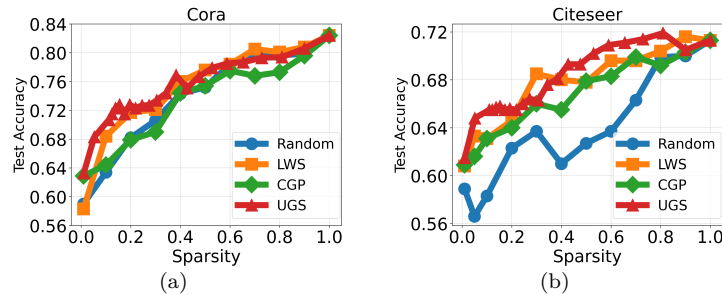 Cora
Test Accuracy
0.84
0.80
0.76
0.72
0.68
0.64
0.60
0.56
Random
LWS
CGP
UGS
0.0 0.2 0.4 0.6 0.8 1.0
Sparsity
(a)
Citeseer
Test Accuracy
0.72
0.68
0.64
0.60
0.56
Random
LWS
CGP
UGS
0.0 0.2 0.4 0.6 0.8 1.0
Sparsity
(b)